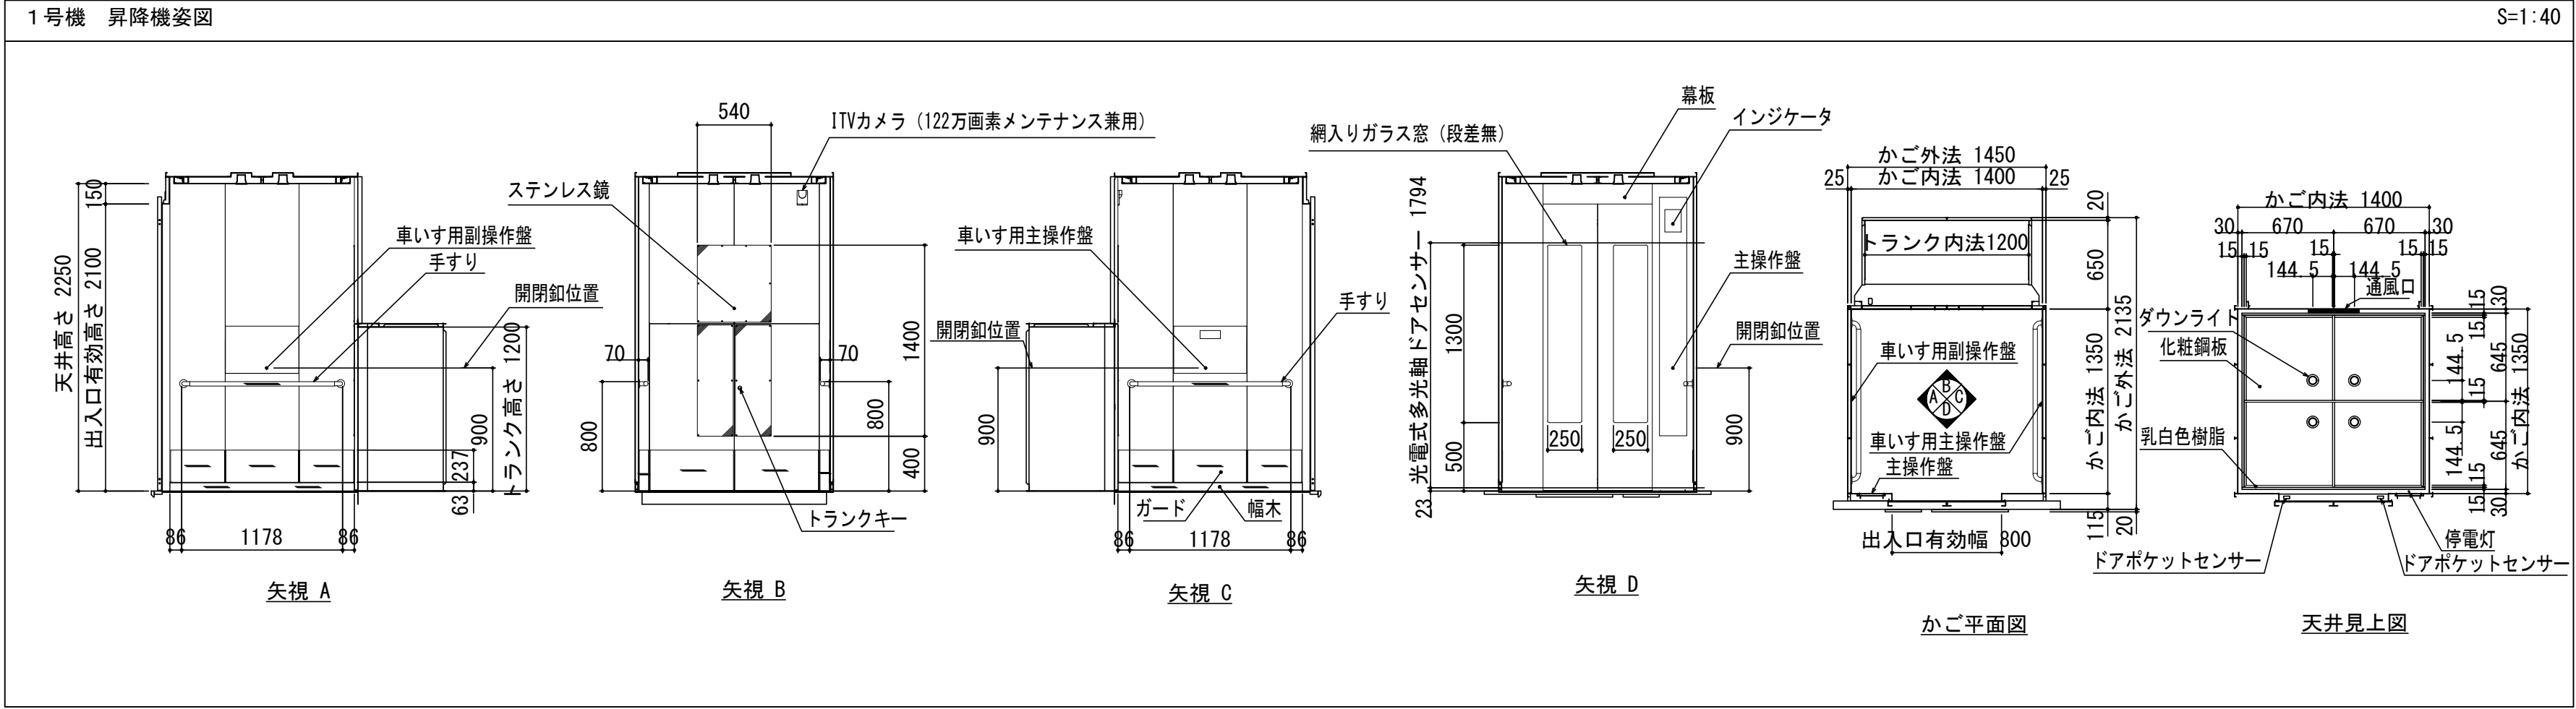 1号機 昇降機姿図
S=1:40
天井高さ 2250
150
出入口有効高さ 2100
車いす用副操作盤
手すり
開閉釦位置
トランク高さ 1200
900
237
63
86
1178
86
矢視 A
540
ITVカメラ（122万画素メンテナンス兼用）
ステンレス鏡
70
70
1400
800
800
400
トランクキー
矢視 B
車いす用主操作盤
手すり
開閉釦位置
900
ガード
幅木
86
1178
86
矢視 C
幕板
インジケータ
網入りガラス窓（段差無）
光電式多光軸ドアセンサー 1794
1300
主操作盤
開閉釦位置
250
250
500
900
23
矢視 D
かご外法 1450
25
かご内法 1400
25
20
トランク内法1200
650
車いす用副操作盤
A
B
C
D
かご内法 1350
かご外法 2135
車いす用主操作盤
主操作盤
115
20
出入口有効幅 800
かご平面図
かご内法 1400
30
670
670
30
15
15
15
15
15
144.5
144.5
通風口
ダウンライト
化粧鋼板
乳白色樹脂
15
30
15
144.5
645
15
かご内法 1350
144.5
645
15
15
30
停電灯
ドアポケットセンサー
ドアポケットセンサー
天井見上図